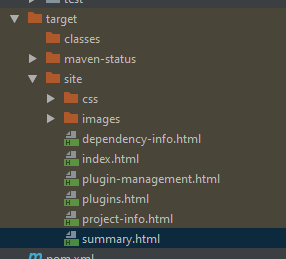 test
target
classes
maven-status
site
css
images
dependency-info.html
index.html
plugin-management.html
plugins.html
project-info.html
summary.html
pom.xml